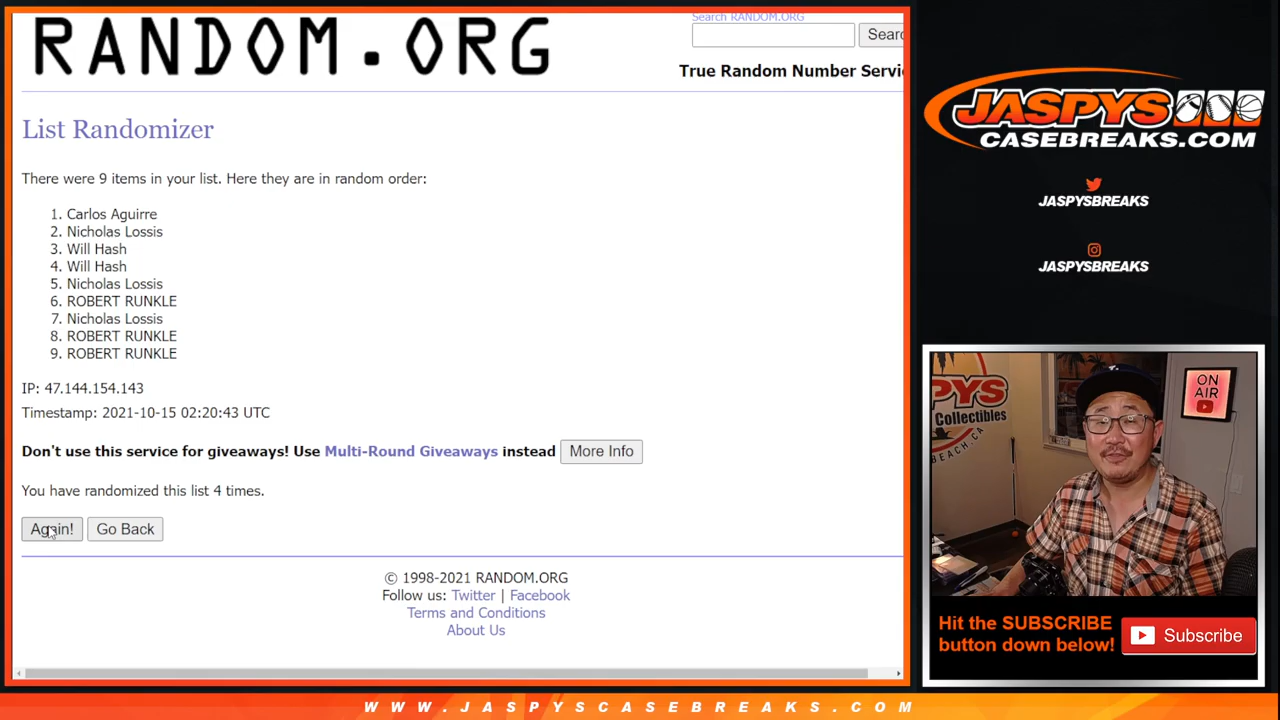 RANDOM.ORG
Search RANDOM.ORG
True Random Number Servi
List Randomizer
There were 9 items in your list. Here they are in random order:
1. Carlos Aguirre
2. Nicholas Lossis
3. Will Hash
4. Will Hash
5. Nicholas Lossis
6. ROBERT RUNKLE
7. Nicholas Lossis
8. ROBERT RUNKLE
9. ROBERT RUNKLE
IP: 47.144.154.143
Timestamp: 2021-10-15 02:20:43 UTC
Don't use this service for giveaways! Use Multi-Round Giveaways instead More Info
You have randomized this list 4 times.
Again! Go Back
© 1998-2021 RANDOM.ORG
Follow us: Twitter | Facebook
Terms and Conditions
About Us
JASPYS
CASEBREAKS.COM
JASPYSBREAKS
JASPYSBREAKS
PYS
Collectibles
BEACH, CA
ON
AIR
Hit the SUBSCRIBE
button down below!
Subscribe
WWW.JASPYSCASEBREAKS.COM